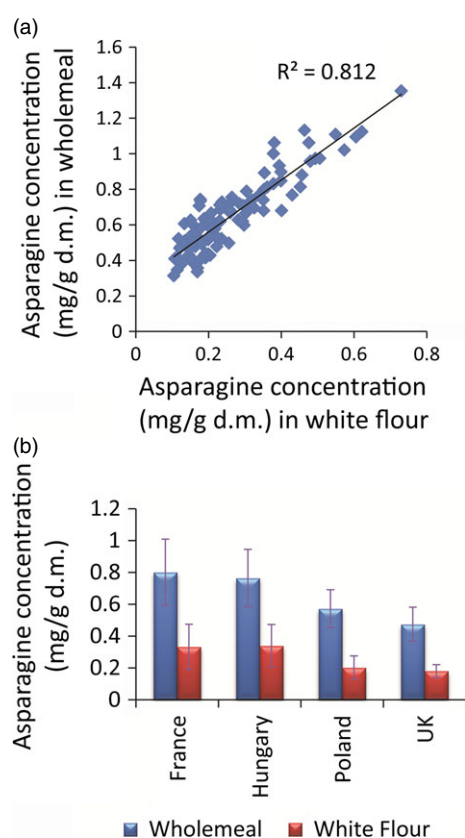 (a)
Asparagine concentration
(mg/g d.m.) in wholemeal
1.6
1.4
1.2
1
0.8
0.6
0.4
0.2
0
R² = 0.812
0
0.2
0.4
0.6
0.8
Asparagine concentration
(mg/g d.m.) in white flour
(b)
Asparagine concentration
(mg/g d.m.)
1.2
1
0.8
0.6
0.4
0.2
0
France
Hungary
Poland
UK
Wholemeal
White Flour